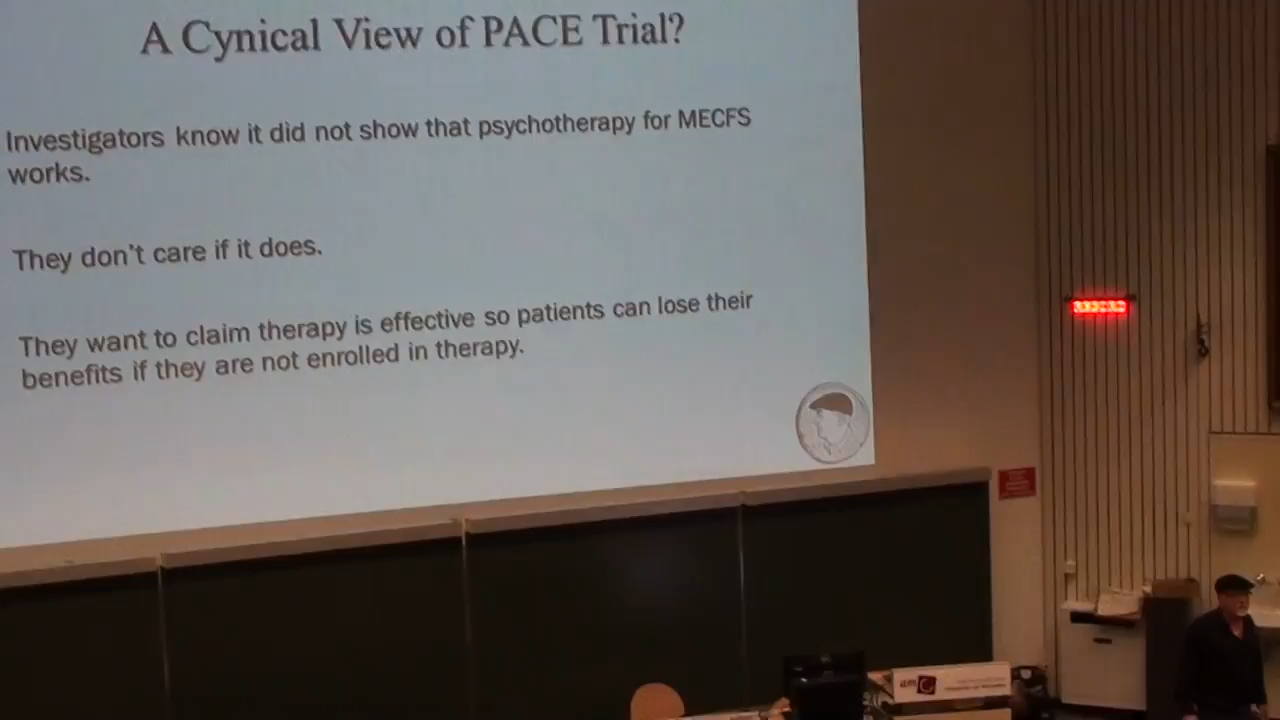 A Cynical View of PACE Trial?
Investigators know it did not show that psychotherapy for MECFS
works.
They don't care if it does.
They want to claim therapy is effective so patients can lose their
benefits if they are not enrolled in therapy.